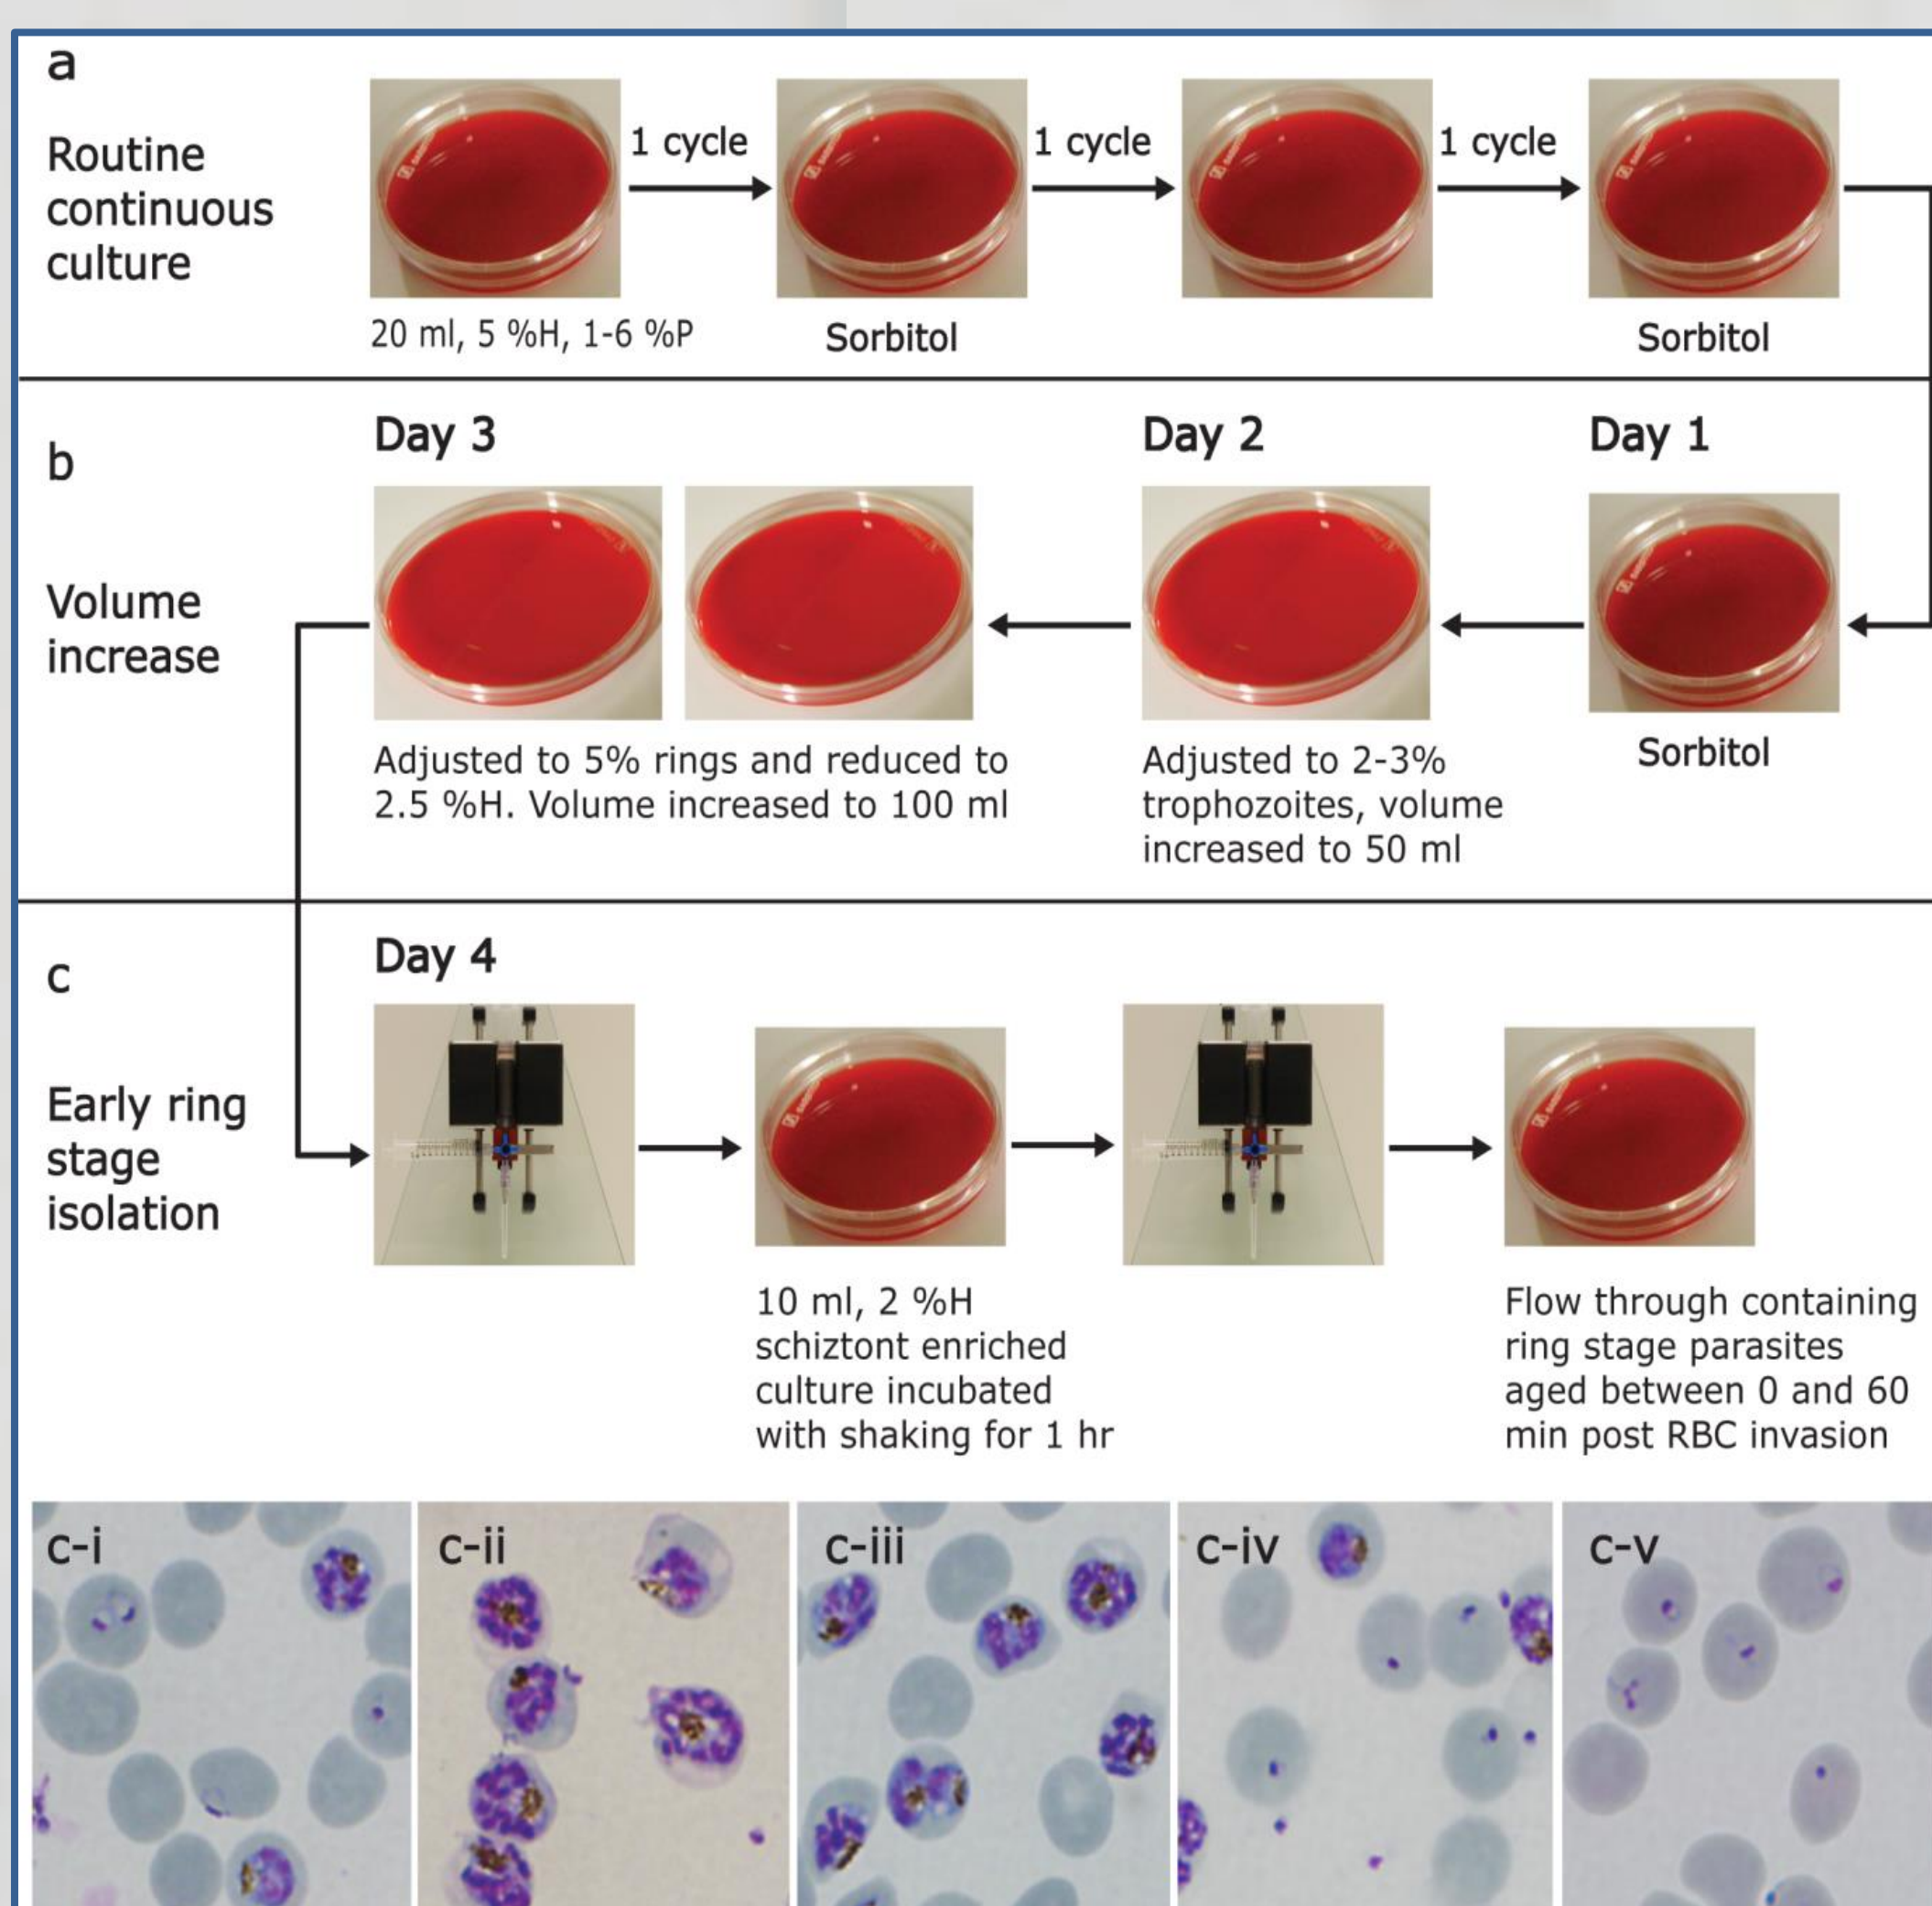 a
Routine
continuous
culture
1 cycle
1 cycle
1 cycle
20 ml, 5 %H, 1-6 %P
Sorbitol
Sorbitol
b
Volume
increase
Day 3
Day 2
Day 1
Adjusted to 5% rings and reduced to
2.5 %H. Volume increased to 100 ml
Adjusted to 2-3%
trophozoites, volume
increased to 50 ml
Sorbitol
c
Early ring
stage
isolation
Day 4
10 ml, 2 %H
schiztont enriched
culture incubated
with shaking for 1 hr
Flow through containing
ring stage parasites
aged between 0 and 60
min post RBC invasion
c-i
c-ii
c-iii
c-iv
c-v